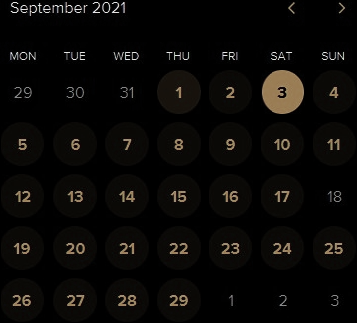 September 2021
MON TUE WED THU FRI SAT SUN
29 30 31 1 2 3 4
5 6 7 8 9 10 11
12 13 14 15 16 17 18
19 20 21 22 23 24 25
26 27 28 29 1 2 3